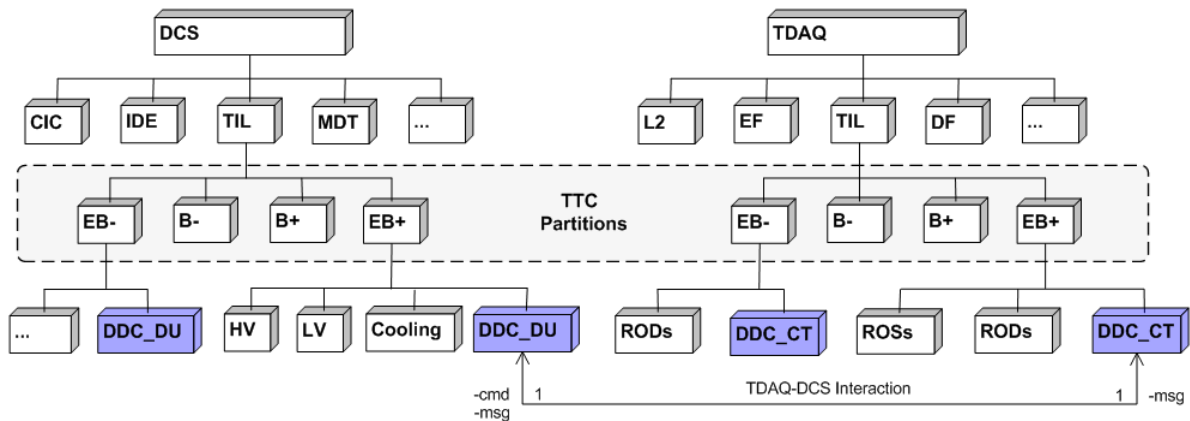 DCS
TDAQ
CIC
IDE
TIL
MDT
...
L2
EF
TIL
DF
...
TTC
Partitions
EB-
B-
B+
EB+
EB-
B-
B+
EB+
...
DDC_DU
HV
LV
Cooling
DDC_DU
RODs
DDC_CT
ROSs
RODs
DDC_CT
TDAQ-DCS Interaction
-cmd
-msg
1
1
-msg